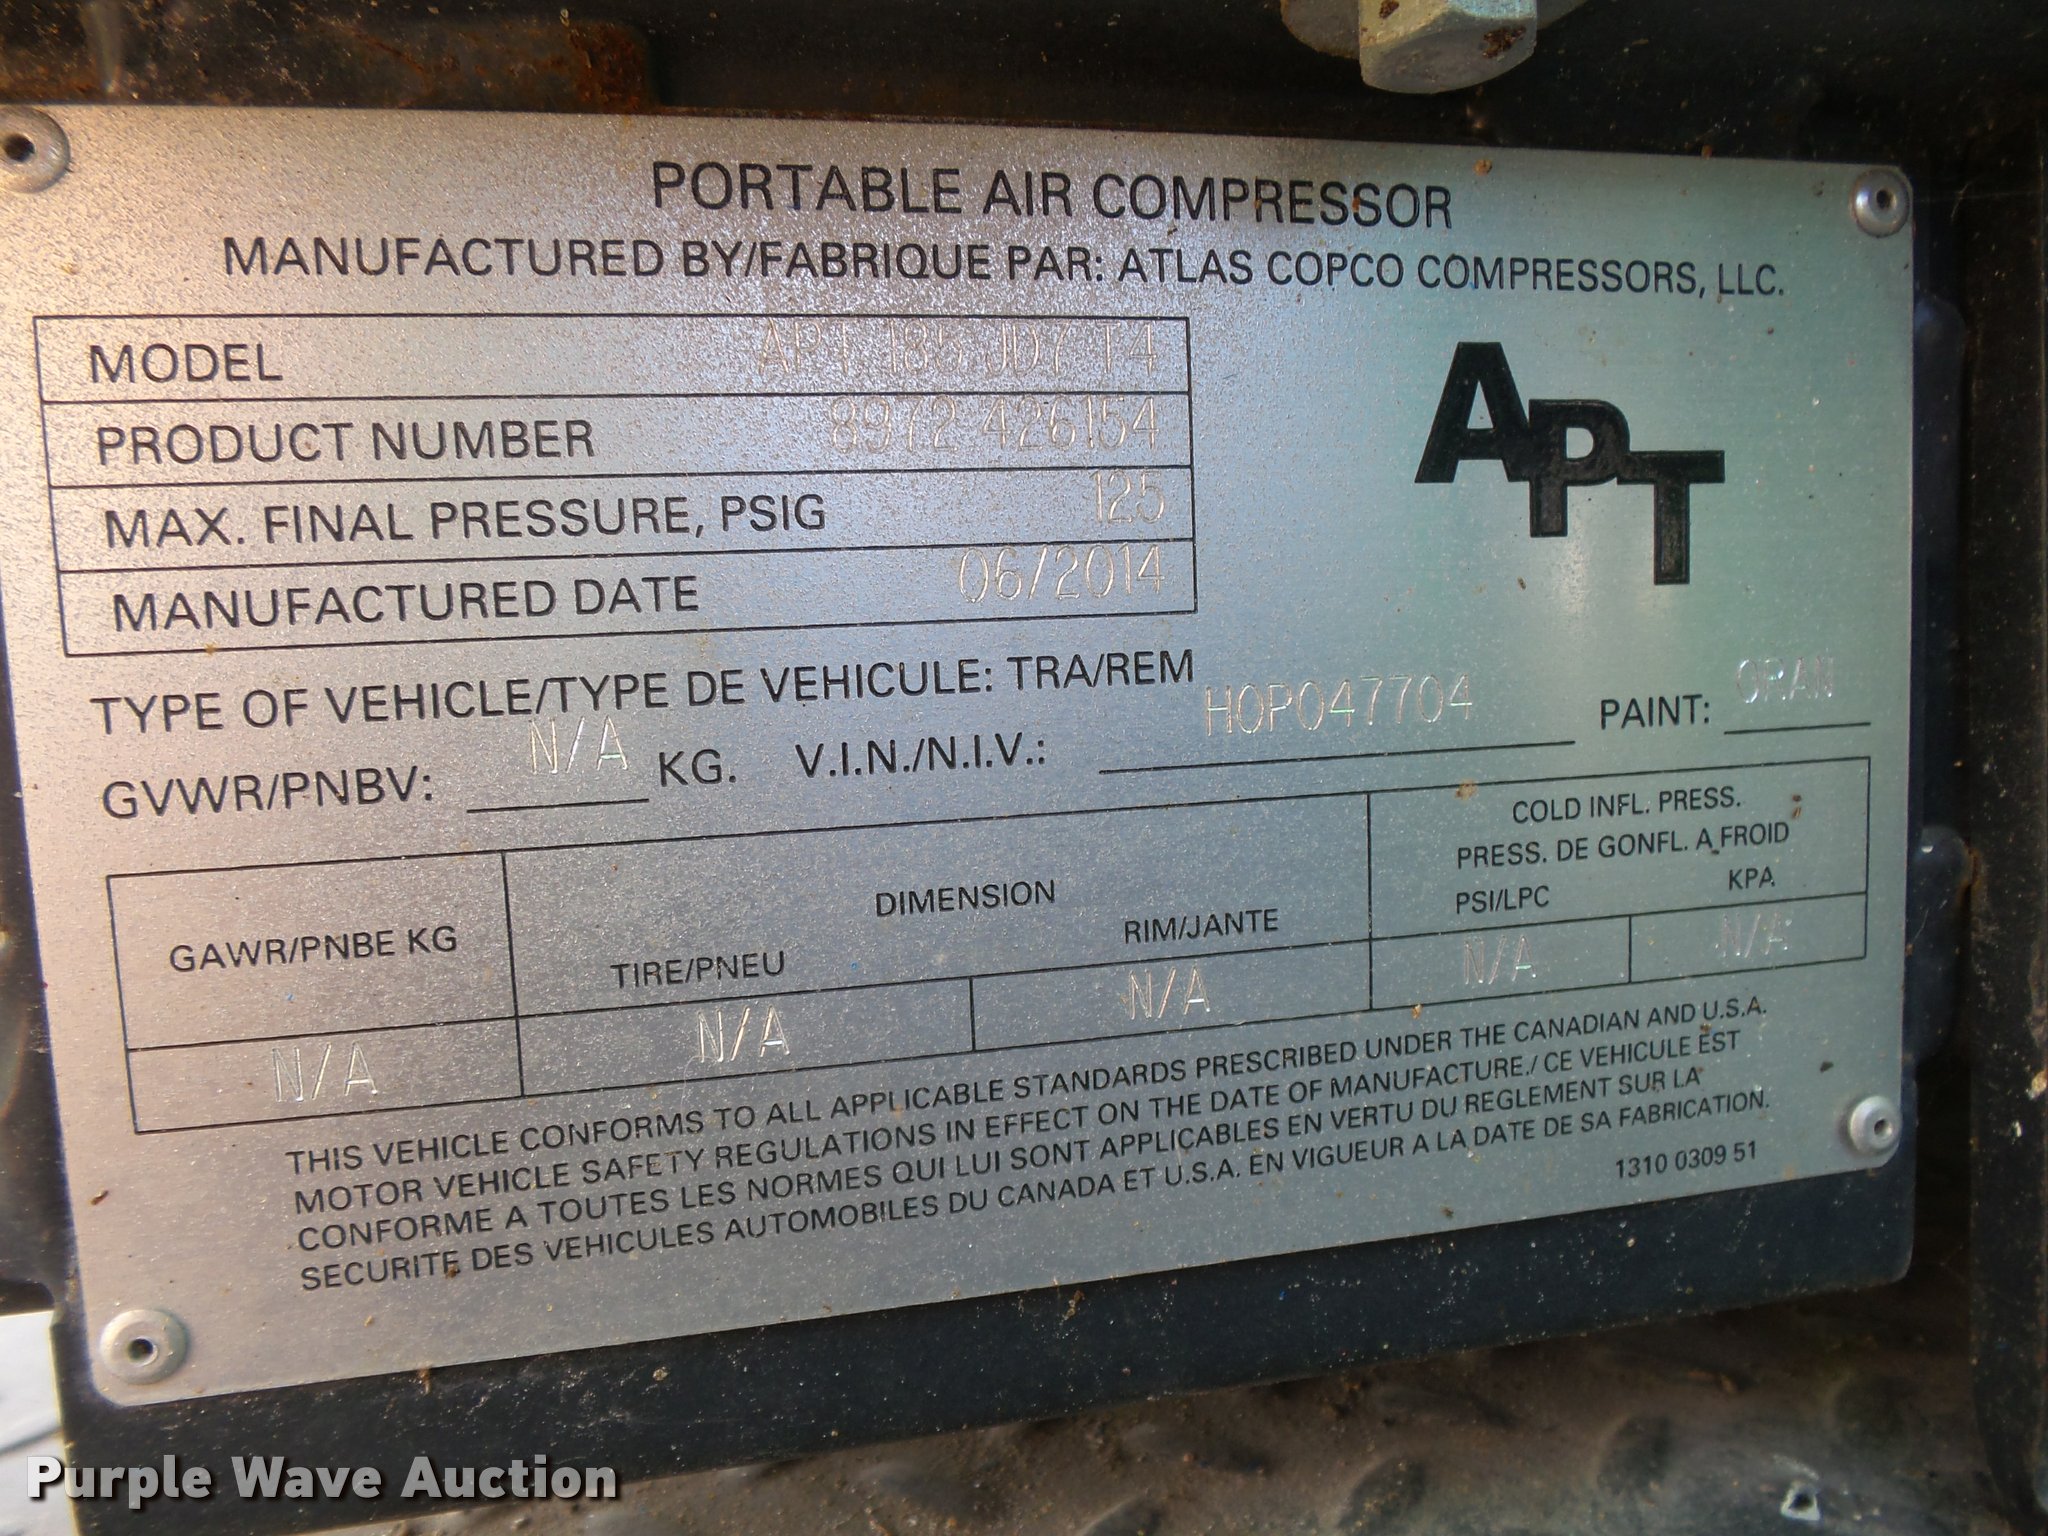 PORTABLE AIR COMPRESSOR
MANUFACTURED BY/FABRIQUE PAR: ATLAS COPCO COMPRESSORS, LLC.
MODEL APT 185 JD7 T4
PRODUCT NUMBER 8972 426154
MAX. FINAL PRESSURE, PSIG 125
MANUFACTURED DATE 06/2014
APT
TYPE OF VEHICLE/TYPE DE VEHICULE: TRA/REM
GVWR/PNBV: N/A KG. V.I.N./N.I.V.: HOP047704 PAINT: ORAN
GAWR/PNBE KG
DIMENSION
TIRE/PNEU RIM/JANTE
COLD INFL. PRESS.
PRESS. DE GONFL. A FROID
PSI/LPC KPA
N/A N/A N/A N/A N/A
THIS VEHICLE CONFORMS TO ALL APPLICABLE STANDARDS PRESCRIBED UNDER THE CANADIAN AND U.S.A.
MOTOR VEHICLE SAFETY REGULATIONS IN EFFECT ON THE DATE OF MANUFACTURE./ CE VEHICULE EST
CONFORME A TOUTES LES NORMES QUI LUI SONT APPLICABLES EN VERTU DU REGLEMENT SUR LA
SECURITE DES VEHICULES AUTOMOBILES DU CANADA ET U.S.A. EN VIGUEUR A LA DATE DE SA FABRICATION.
1310 0309 51
Purple Wave Auction